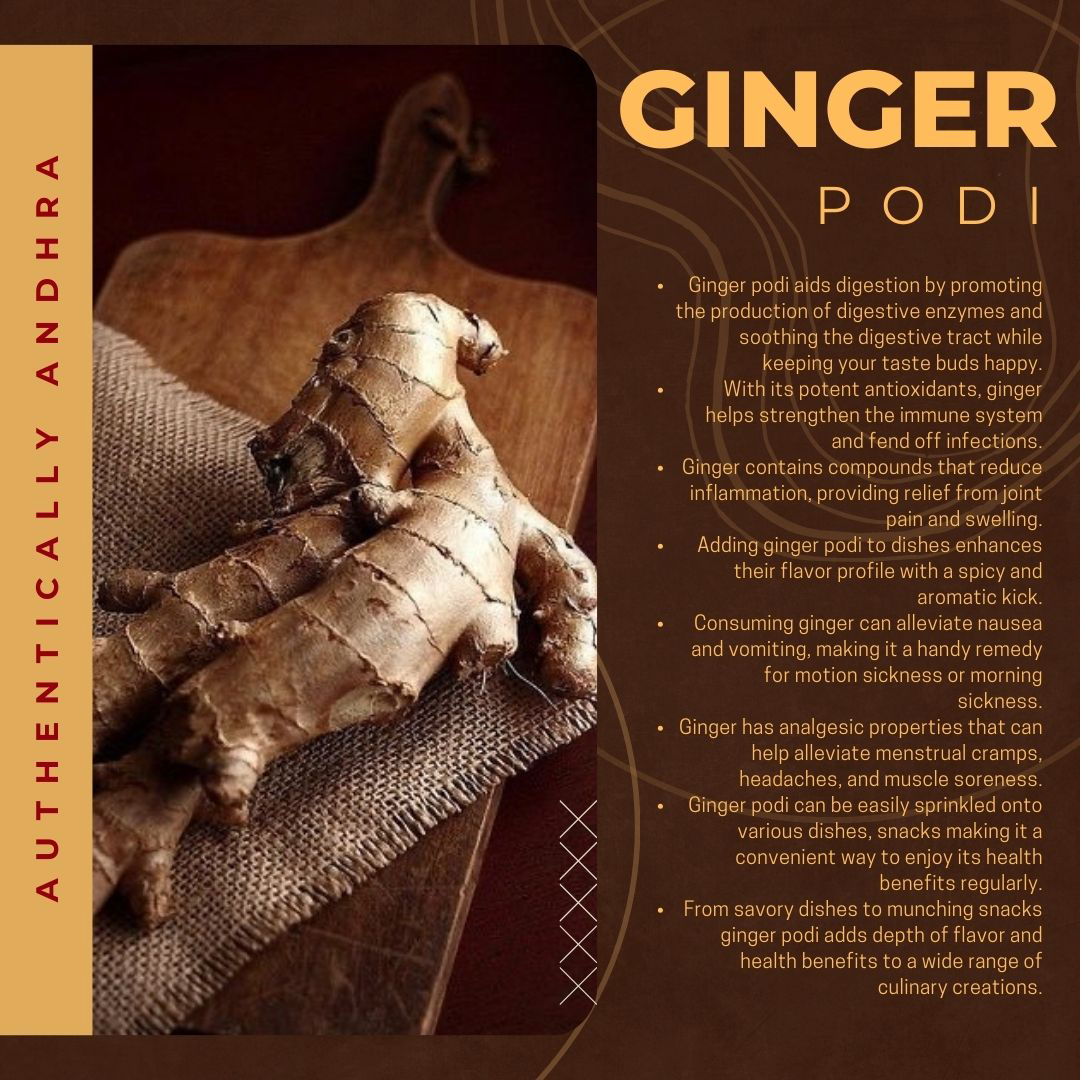 AUTHENTICALLY ANDHRA
GINGER
PODI
• Ginger podi aids digestion by promoting
the production of digestive enzymes and
soothing the digestive tract while
keeping your taste buds happy.
• With its potent antioxidants, ginger
helps strengthen the immune system
and fend off infections.
• Ginger contains compounds that reduce
inflammation, providing relief from joint
pain and swelling.
• Adding ginger podi to dishes enhances
their flavor profile with a spicy and
aromatic kick.
• Consuming ginger can alleviate nausea
and vomiting, making it a handy remedy
for motion sickness or morning
sickness.
• Ginger has analgesic properties that can
help alleviate menstrual cramps,
headaches, and muscle soreness.
• Ginger podi can be easily sprinkled onto
various dishes, snacks making it a
convenient way to enjoy its health
benefits regularly.
• From savory dishes to munching snacks
ginger podi adds depth of flavor and
health benefits to a wide range of
culinary creations.